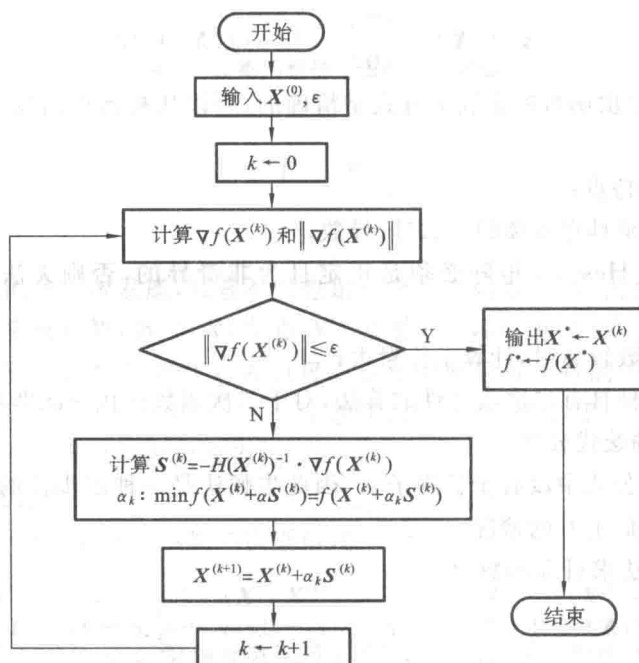 开始
输入 X⁽⁰⁾,ε
k ← 0
计算 ∇f(X⁽ᵏ⁾) 和 ‖∇f(X⁽ᵏ⁾)‖
‖∇f(X⁽ᵏ⁾)‖≤ε
Y
输出X*←X⁽ᵏ⁾
f*←f(X*)
N
计算 S⁽ᵏ⁾=-H(X⁽ᵏ⁾)⁻¹·∇f(X⁽ᵏ⁾)
αₖ: min f(X⁽ᵏ⁾+αS⁽ᵏ⁾)=f(X⁽ᵏ⁾+αₖS⁽ᵏ⁾)
X⁽ᵏ⁺¹⁾=X⁽ᵏ⁾+αₖS⁽ᵏ⁾
k ← k+1
结束